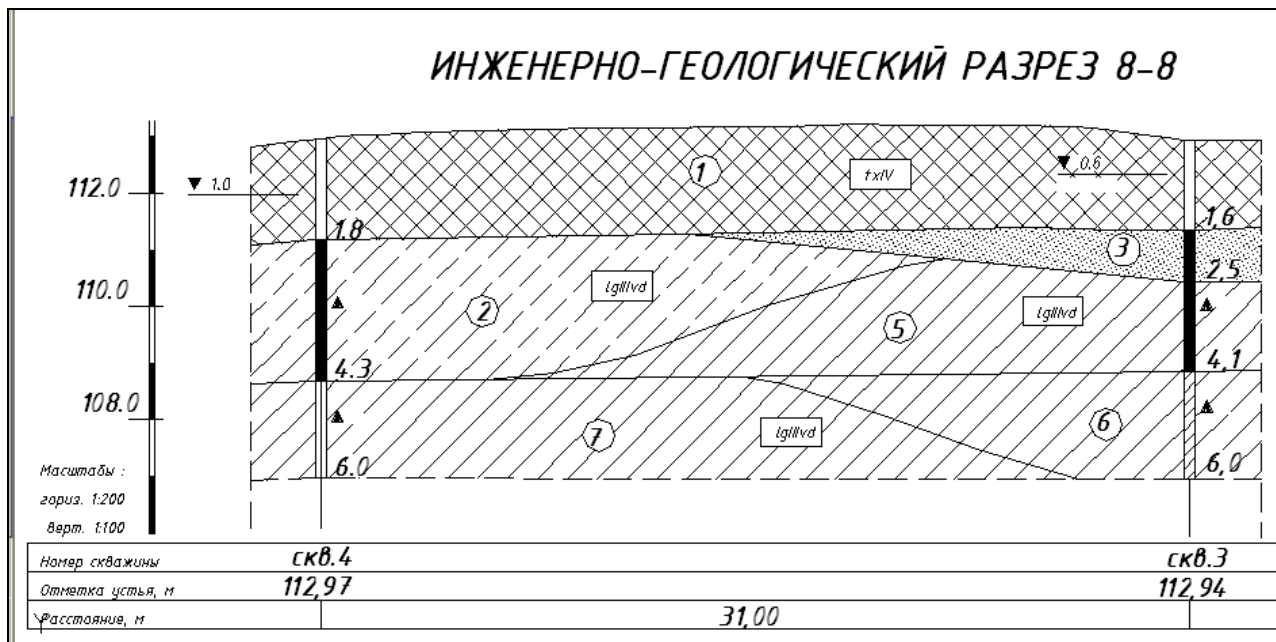 ИНЖЕНЕРНО-ГЕОЛОГИЧЕСКИЙ РАЗРЕЗ 8-8
112.0
1.0
1
txIV
0.6
1.8
1,6
3
2,5
110.0
lgIIIvd
2
5
lgIIIvd
4.3
4,1
108.0
7
lgIIIvd
6
6.0
6,0
Масштабы :
гориз. 1:200
верт. 1:100
Номер скважины скв.4 скв.3
Отметка устья, м 112,97 112,94
Расстояние, м 31,00